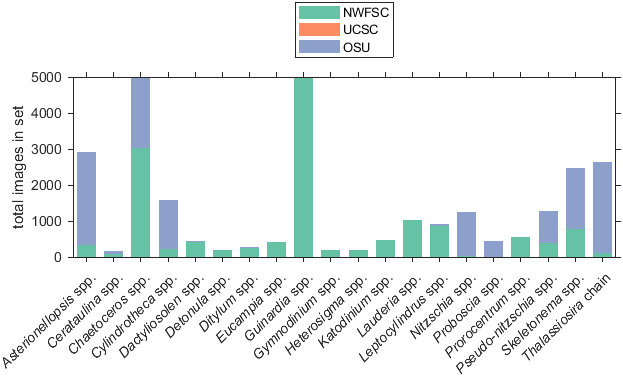 NWFSC
UCSC
OSU
total images in set
5000
4000
3000
2000
1000
0
Asterionellopsis spp.
Cerataulina spp.
Chaetoceros spp.
Cylindrotheca spp.
Dactyliosolen spp.
Detonula spp.
Ditylum spp.
Eucampia spp.
Guinardia spp.
Gymnodinium spp.
Heterosigma spp.
Katodinium spp.
Lauderia spp.
Leptocylindrus spp.
Nitzschia spp.
Proboscia spp.
Prorocentrum spp.
Pseudo-nitzschia spp.
Skeletonema spp.
Thalassiosira chain